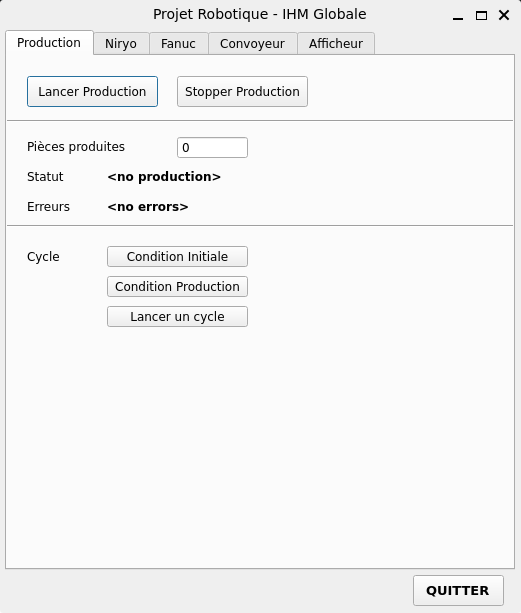 Projet Robotique - IHM Globale
Production Niryo Fanuc Convoyeur Afficheur
Lancer Production Stopper Production
Pièces produites 0
Statut <no production>
Erreurs <no errors>
Cycle Condition Initiale
Condition Production
Lancer un cycle
QUITTER